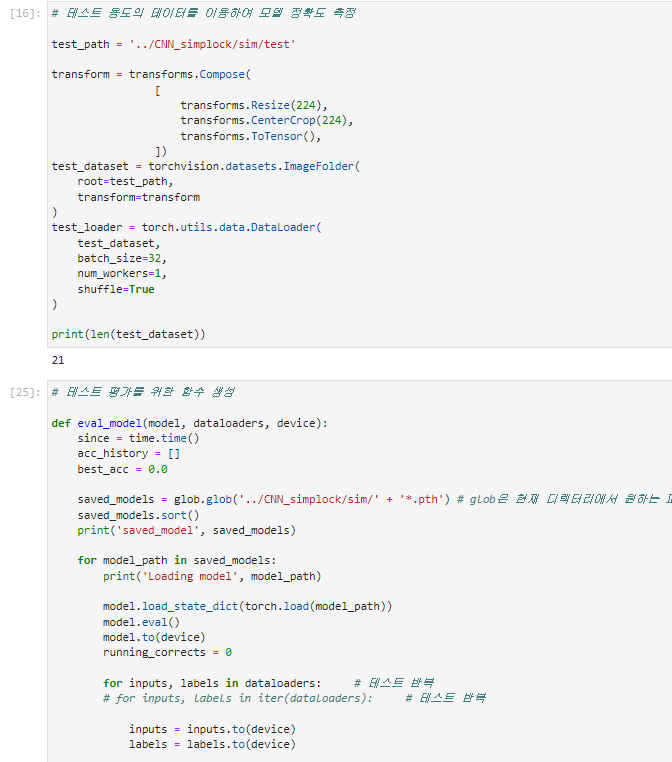 [16]: # 테스트 용도의 데이터를 이용하여 모델 정확도 측정
test_path = '../CNN_simplock/sim/test'
transform = transforms.Compose(
[
transforms.Resize(224),
transforms.CenterCrop(224),
transforms.ToTensor(),
])
test_dataset = torchvision.datasets.ImageFolder(
root=test_path,
transform=transform
)
test_loader = torch.utils.data.DataLoader(
test_dataset,
batch_size=32,
num_workers=1,
shuffle=True
)
print(len(test_dataset))
21
[25]: # 테스트 평가를 위한 함수 생성
def eval_model(model, dataloaders, device):
since = time.time()
acc_history = []
best_acc = 0.0
saved_models = glob.glob('../CNN_simplock/sim/' + '*.pth') # glob은 현재 디렉터리에서 원하는
saved_models.sort()
print('saved_model', saved_models)
for model_path in saved_models:
print('Loading model', model_path)
model.load_state_dict(torch.load(model_path))
model.eval()
model.to(device)
running_corrects = 0
for inputs, labels in dataloaders: # 테스트 반복
# for inputs, labels in iter(dataloaders): # 테스트 반복
inputs = inputs.to(device)
labels = labels.to(device)